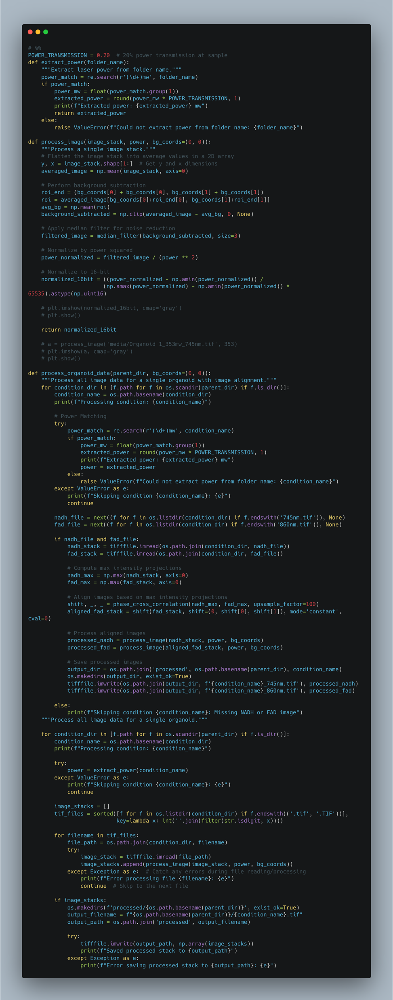 # %%
POWER_TRANSMISSION = 0.20  # 20% power transmission at sample
def extract_power(folder_name):
    """Extract laser power from folder name."""
    power_match = re.search(r'(\d+)mw', folder_name)
    if power_match:
        power_mw = float(power_match.group(1))
        extracted_power = round(power_mw * POWER_TRANSMISSION, 1)
        print(f"Extracted power: {extracted_power} mw")
        return extracted_power
    else:
        raise ValueError(f"Could not extract power from folder name: {folder_name}")

def process_image(image_stack, power, bg_coords=(0, 0)):
    """Process a single image stack."""
    # Flatten the image stack into average values in a 2D array
    y, x = image_stack.shape[1:]  # Get y and x dimensions
    averaged_image = np.mean(image_stack, axis=0)

    # Perform background subtraction
    roi_end = (bg_coords[0] + bg_coords[0], bg_coords[1] + bg_coords[1])
    roi = averaged_image[bg_coords[0]:roi_end[0], bg_coords[1]:roi_end[1]]
    avg_bg = np.mean(roi)
    background_subtracted = np.clip(averaged_image - avg_bg, 0, None)

    # Apply median filter for noise reduction
    filtered_image = median_filter(background_subtracted, size=3)

    # Normalize by power squared
    power_normalized = filtered_image / (power ** 2)

    # Normalize to 16-bit
    normalized_16bit = ((power_normalized - np.amin(power_normalized)) /
                       (np.amax(power_normalized) - np.amin(power_normalized)) *
65535).astype(np.uint16)

    # plt.imshow(normalized_16bit, cmap='gray')
    # plt.show()

    return normalized_16bit

    # a = process_image('media/Organoid 1_353mw_745nm.tif', 353)
    # plt.imshow(a, cmap='gray')
    # plt.show()

def process_organoid_data(parent_dir, bg_coords=(0, 0)):
    """Process all image data for a single organoid with image alignment."""
    for condition_dir in [f.path for f in os.scandir(parent_dir) if f.is_dir()]:
        condition_name = os.path.basename(condition_dir)
        print(f"Processing condition: {condition_name}")

        # Power Matching
        try:
            power_match = re.search(r'(\d+)mw', condition_name)
            if power_match:
                power_mw = float(power_match.group(1))
                extracted_power = round(power_mw * POWER_TRANSMISSION, 1)
                print(f"Extracted power: {extracted_power} mw")
                power = extracted_power
            else:
                raise ValueError(f"Could not extract power from folder name: {condition_name}")
        except ValueError as e:
            print(f"Skipping condition {condition_name}: {e}")
            continue

        nadh_file = next((f for f in os.listdir(condition_dir) if f.endswith('745nm.tif')), None)
        fad_file = next((f for f in os.listdir(condition_dir) if f.endswith('860nm.tif')), None)

        if nadh_file and fad_file:
            nadh_stack = tifffile.imread(os.path.join(condition_dir, nadh_file))
            fad_stack = tifffile.imread(os.path.join(condition_dir, fad_file))

            # Compute max intensity projections
            nadh_max = np.max(nadh_stack, axis=0)
            fad_max = np.max(fad_stack, axis=0)

            # Align images based on max intensity projections
            shift, _, _ = phase_cross_correlation(nadh_max, fad_max, upsample_factor=100)
            aligned_fad_stack = shift(fad_stack, shift=(0, shift[0], shift[1]), mode='constant',
cval=0)

            # Process aligned images
            processed_nadh = process_image(nadh_stack, power, bg_coords)
            processed_fad = process_image(aligned_fad_stack, power, bg_coords)

            # Save processed images
            output_dir = os.path.join('processed', os.path.basename(parent_dir), condition_name)
            os.makedirs(output_dir, exist_ok=True)
            tifffile.imwrite(os.path.join(output_dir, f'{condition_name}_745nm.tif'), processed_nadh)
            tifffile.imwrite(os.path.join(output_dir, f'{condition_name}_860nm.tif'), processed_fad)

        else:
            print(f"Skipping condition {condition_name}: Missing NADH or FAD image")
    """Process all image data for a single organoid."""

    for condition_dir in [f.path for f in os.scandir(parent_dir) if f.is_dir()]:
        condition_name = os.path.basename(condition_dir)
        print(f"Processing condition: {condition_name}")

        try:
            power = extract_power(condition_name)
        except ValueError as e:
            print(f"Skipping condition {condition_name}: {e}")
            continue

        image_stacks = []
        tif_files = sorted([f for f in os.listdir(condition_dir) if f.endswith(('.tif', '.TIF'))],
                           key=lambda x: int(''.join(filter(str.isdigit, x))))

        for filename in tif_files:
            file_path = os.path.join(condition_dir, filename)
            try:
                image_stack = tifffile.imread(file_path)
                image_stacks.append(process_image(image_stack, power, bg_coords))
            except Exception as e:  # Catch any errors during file reading/processing
                print(f"Error processing file {filename}: {e}")
                continue  # Skip to the next file

        if image_stacks:
            os.makedirs(f'processed/{os.path.basename(parent_dir)}', exist_ok=True)
            output_filename = f"{os.path.basename(parent_dir)}/{condition_name}.tif"
            output_path = os.path.join('processed', output_filename)

            try:
                tifffile.imwrite(output_path, np.array(image_stacks))
                print(f"Saved processed stack to {output_path}")
            except Exception as e:
                print(f"Error saving processed stack to {output_path}: {e}")